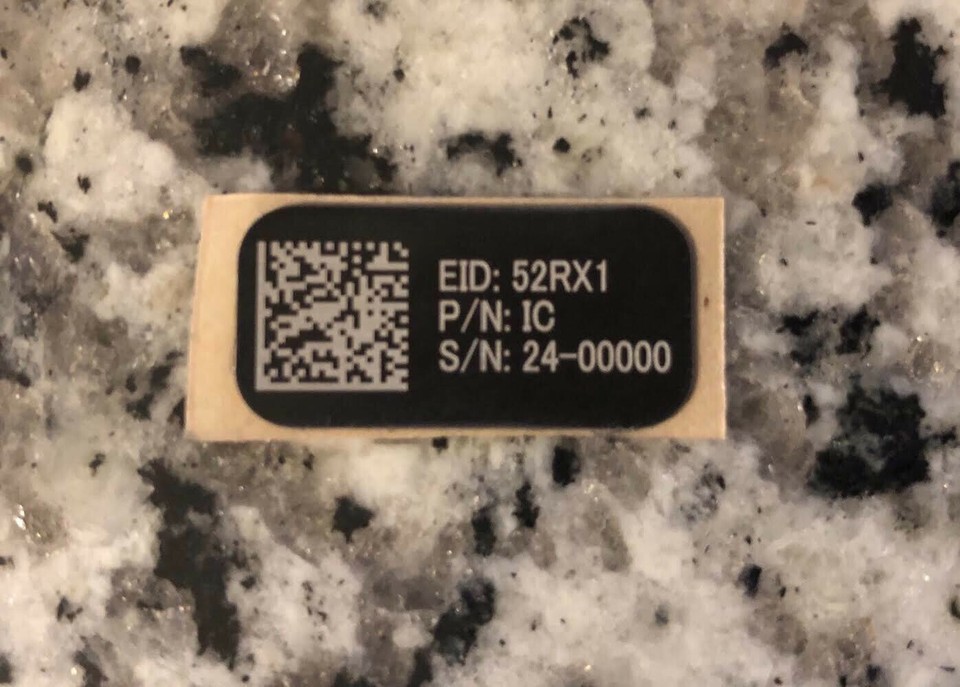 EID: 52RX1
P/N: IC
S/N: 24-00000